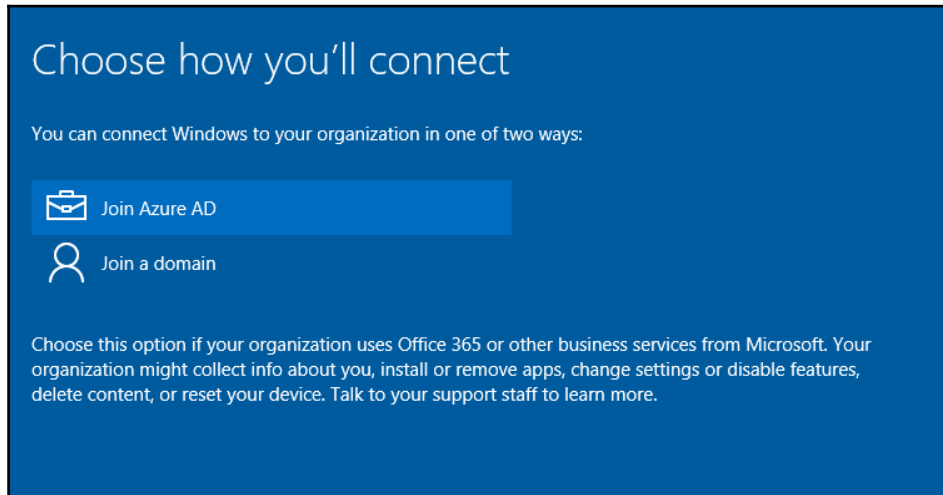 Choose how you'll connect
You can connect Windows to your organization in one of two ways:
Join Azure AD
Join a domain
Choose this option if your organization uses Office 365 or other business services from Microsoft. Your
organization might collect info about you, install or remove apps, change settings or disable features,
delete content, or reset your device. Talk to your support staff to learn more.